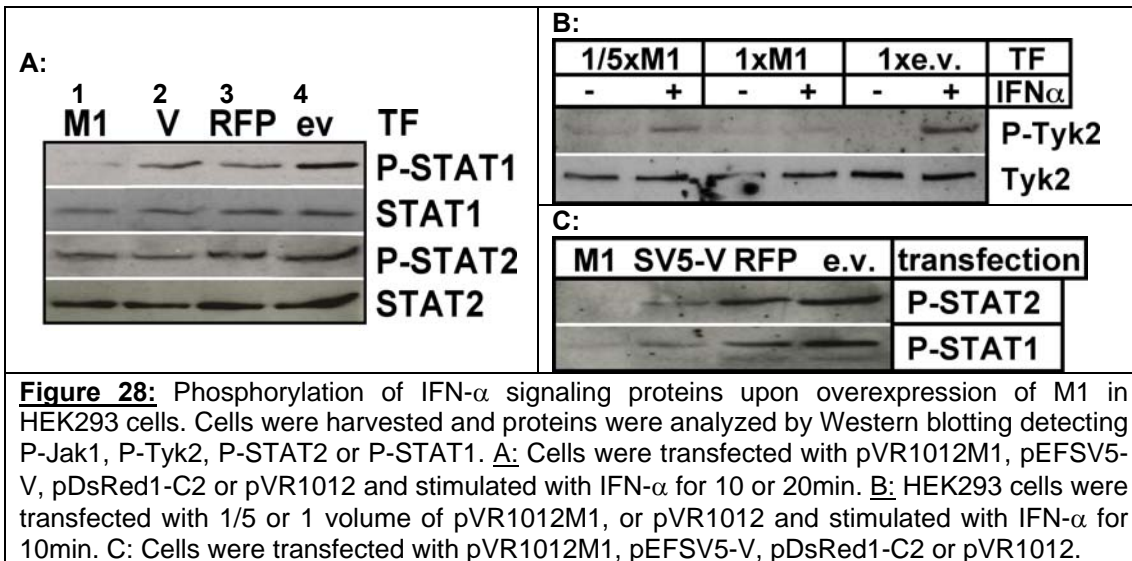 A:
1 2 3 4
M1 V RFP ev TF
P-STAT1
STAT1
P-STAT2
STAT2
B:
1/5xM1 1xM1 1xe.v. TF
- + - + - + IFNα
P-Tyk2
Tyk2
C:
M1 SV5-V RFP e.v. transfection
P-STAT2
P-STAT1
Figure 28: Phosphorylation of IFN-α signaling proteins upon overexpression of M1 in
HEK293 cells. Cells were harvested and proteins were analyzed by Western blotting detecting
P-Jak1, P-Tyk2, P-STAT2 or P-STAT1. A: Cells were transfected with pVR1012M1, pEFSV5-
V, pDsRed1-C2 or pVR1012 and stimulated with IFN-α for 10 or 20min. B: HEK293 cells were
transfected with 1/5 or 1 volume of pVR1012M1, or pVR1012 and stimulated with IFN-α for
10min. C: Cells were transfected with pVR1012M1, pEFSV5-V, pDsRed1-C2 or pVR1012.